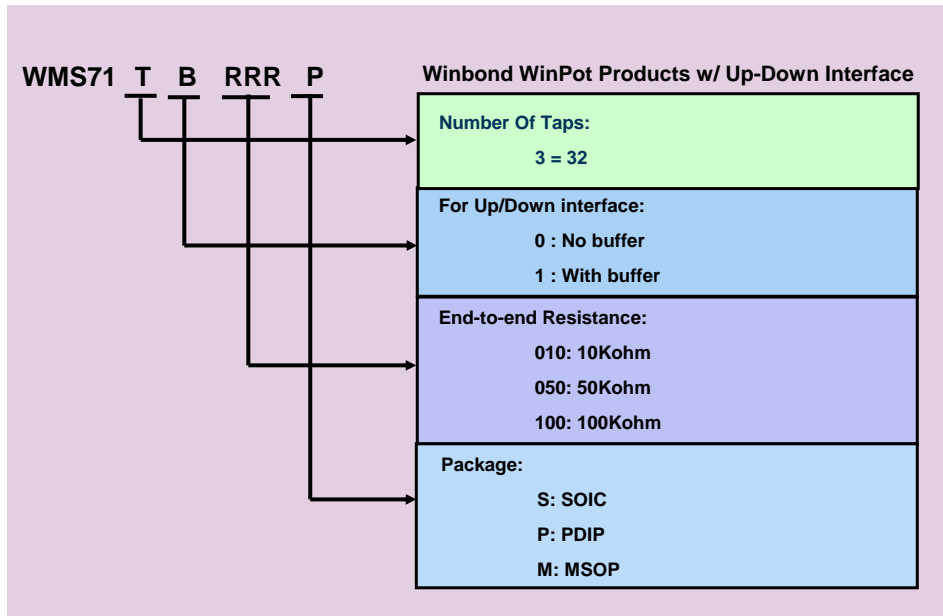 WMS71 T B RRR P
Winbond WinPot Products w/ Up-Down Interface
Number Of Taps:
3 = 32
For Up/Down interface:
0 : No buffer
1 : With buffer
End-to-end Resistance:
010: 10Kohm
050: 50Kohm
100: 100Kohm
Package:
S: SOIC
P: PDIP
M: MSOP